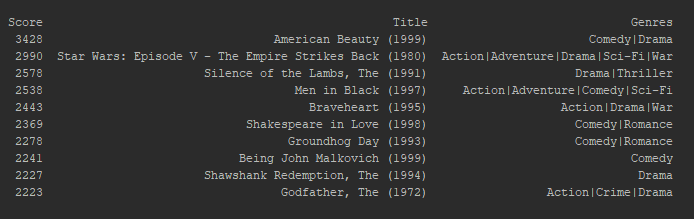 Score Title Genres
3428 American Beauty (1999) Comedy|Drama
2990 Star Wars: Episode V - The Empire Strikes Back (1980) Action|Adventure|Drama|Sci-Fi|War
2578 Silence of the Lambs, The (1991) Drama|Thriller
2538 Men in Black (1997) Action|Adventure|Comedy|Sci-Fi
2443 Braveheart (1995) Action|Drama|War
2369 Shakespeare in Love (1998) Comedy|Romance
2278 Groundhog Day (1993) Comedy|Romance
2241 Being John Malkovich (1999) Comedy
2227 Shawshank Redemption, The (1994) Drama
2223 Godfather, The (1972) Action|Crime|Drama